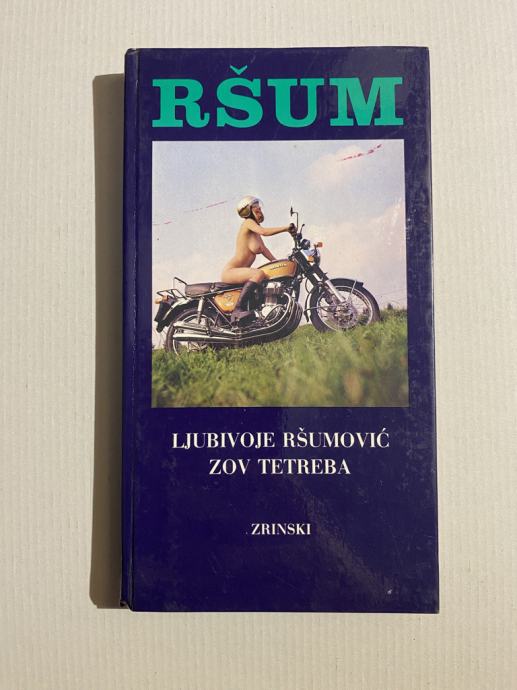 RŠUM
LJUBIVOJE RŠUMOVIĆ
ZOV TETREBA
ZRINSKI